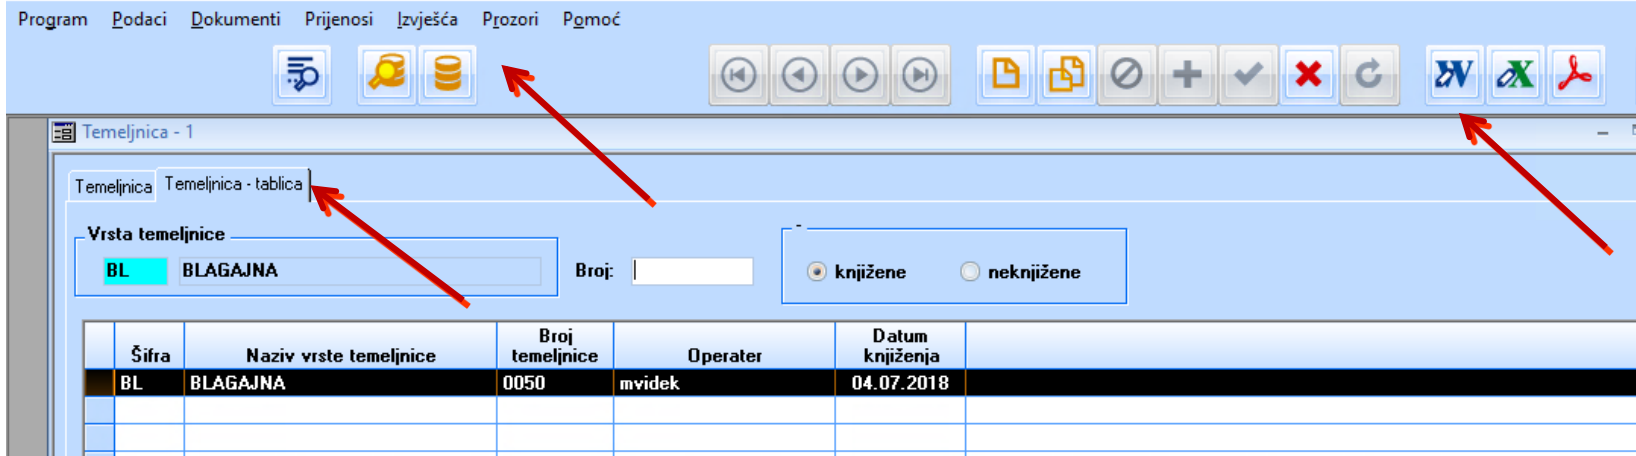 Program Podaci Dokumenti Prijenosi Izvješća Prozori Pomoć
Temeljnica - 1
Temeljnica Temeljnica - tablica
Vrsta temeljnice -
BL BLAGAJNA Broj: knjižene neknjižene
Šifra Naziv vrste temeljnice Broj temeljnice Operater Datum knjiženja
BL BLAGAJNA 0050 mvidek 04.07.2018